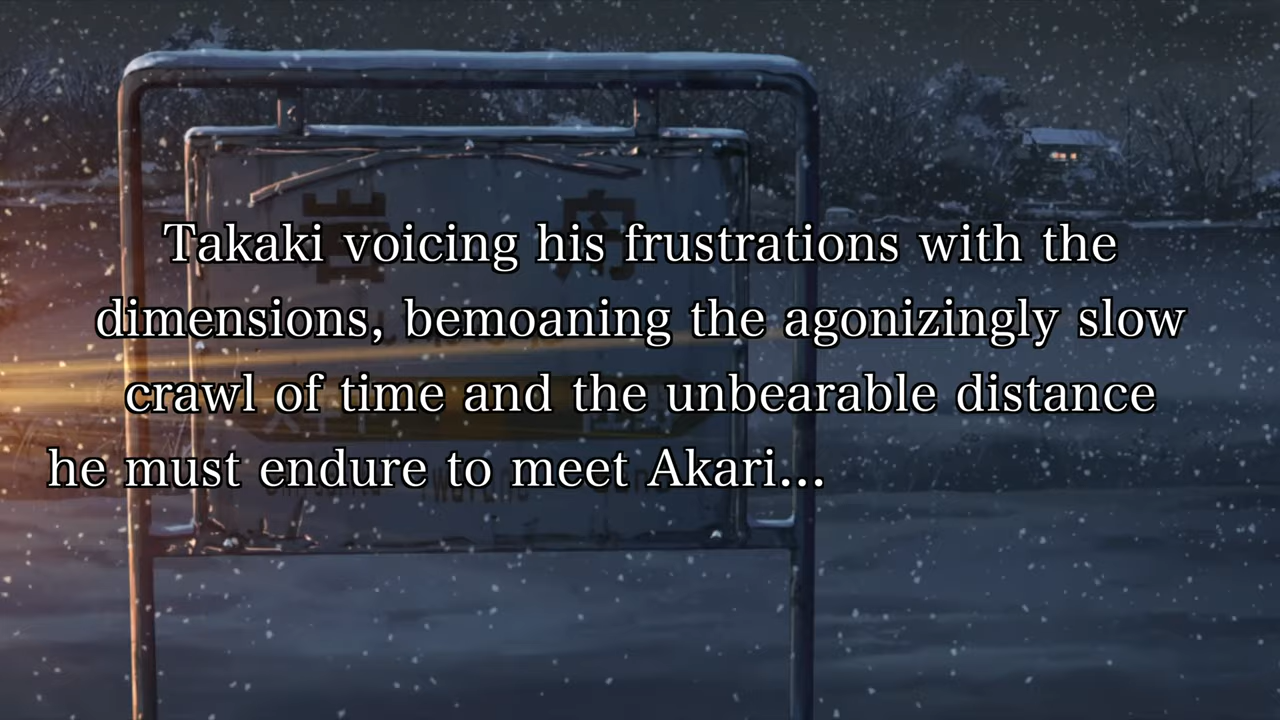 Takaki voicing his frustrations with the
dimensions, bemoaning the agonizingly slow
crawl of time and the unbearable distance
he must endure to meet Akari...